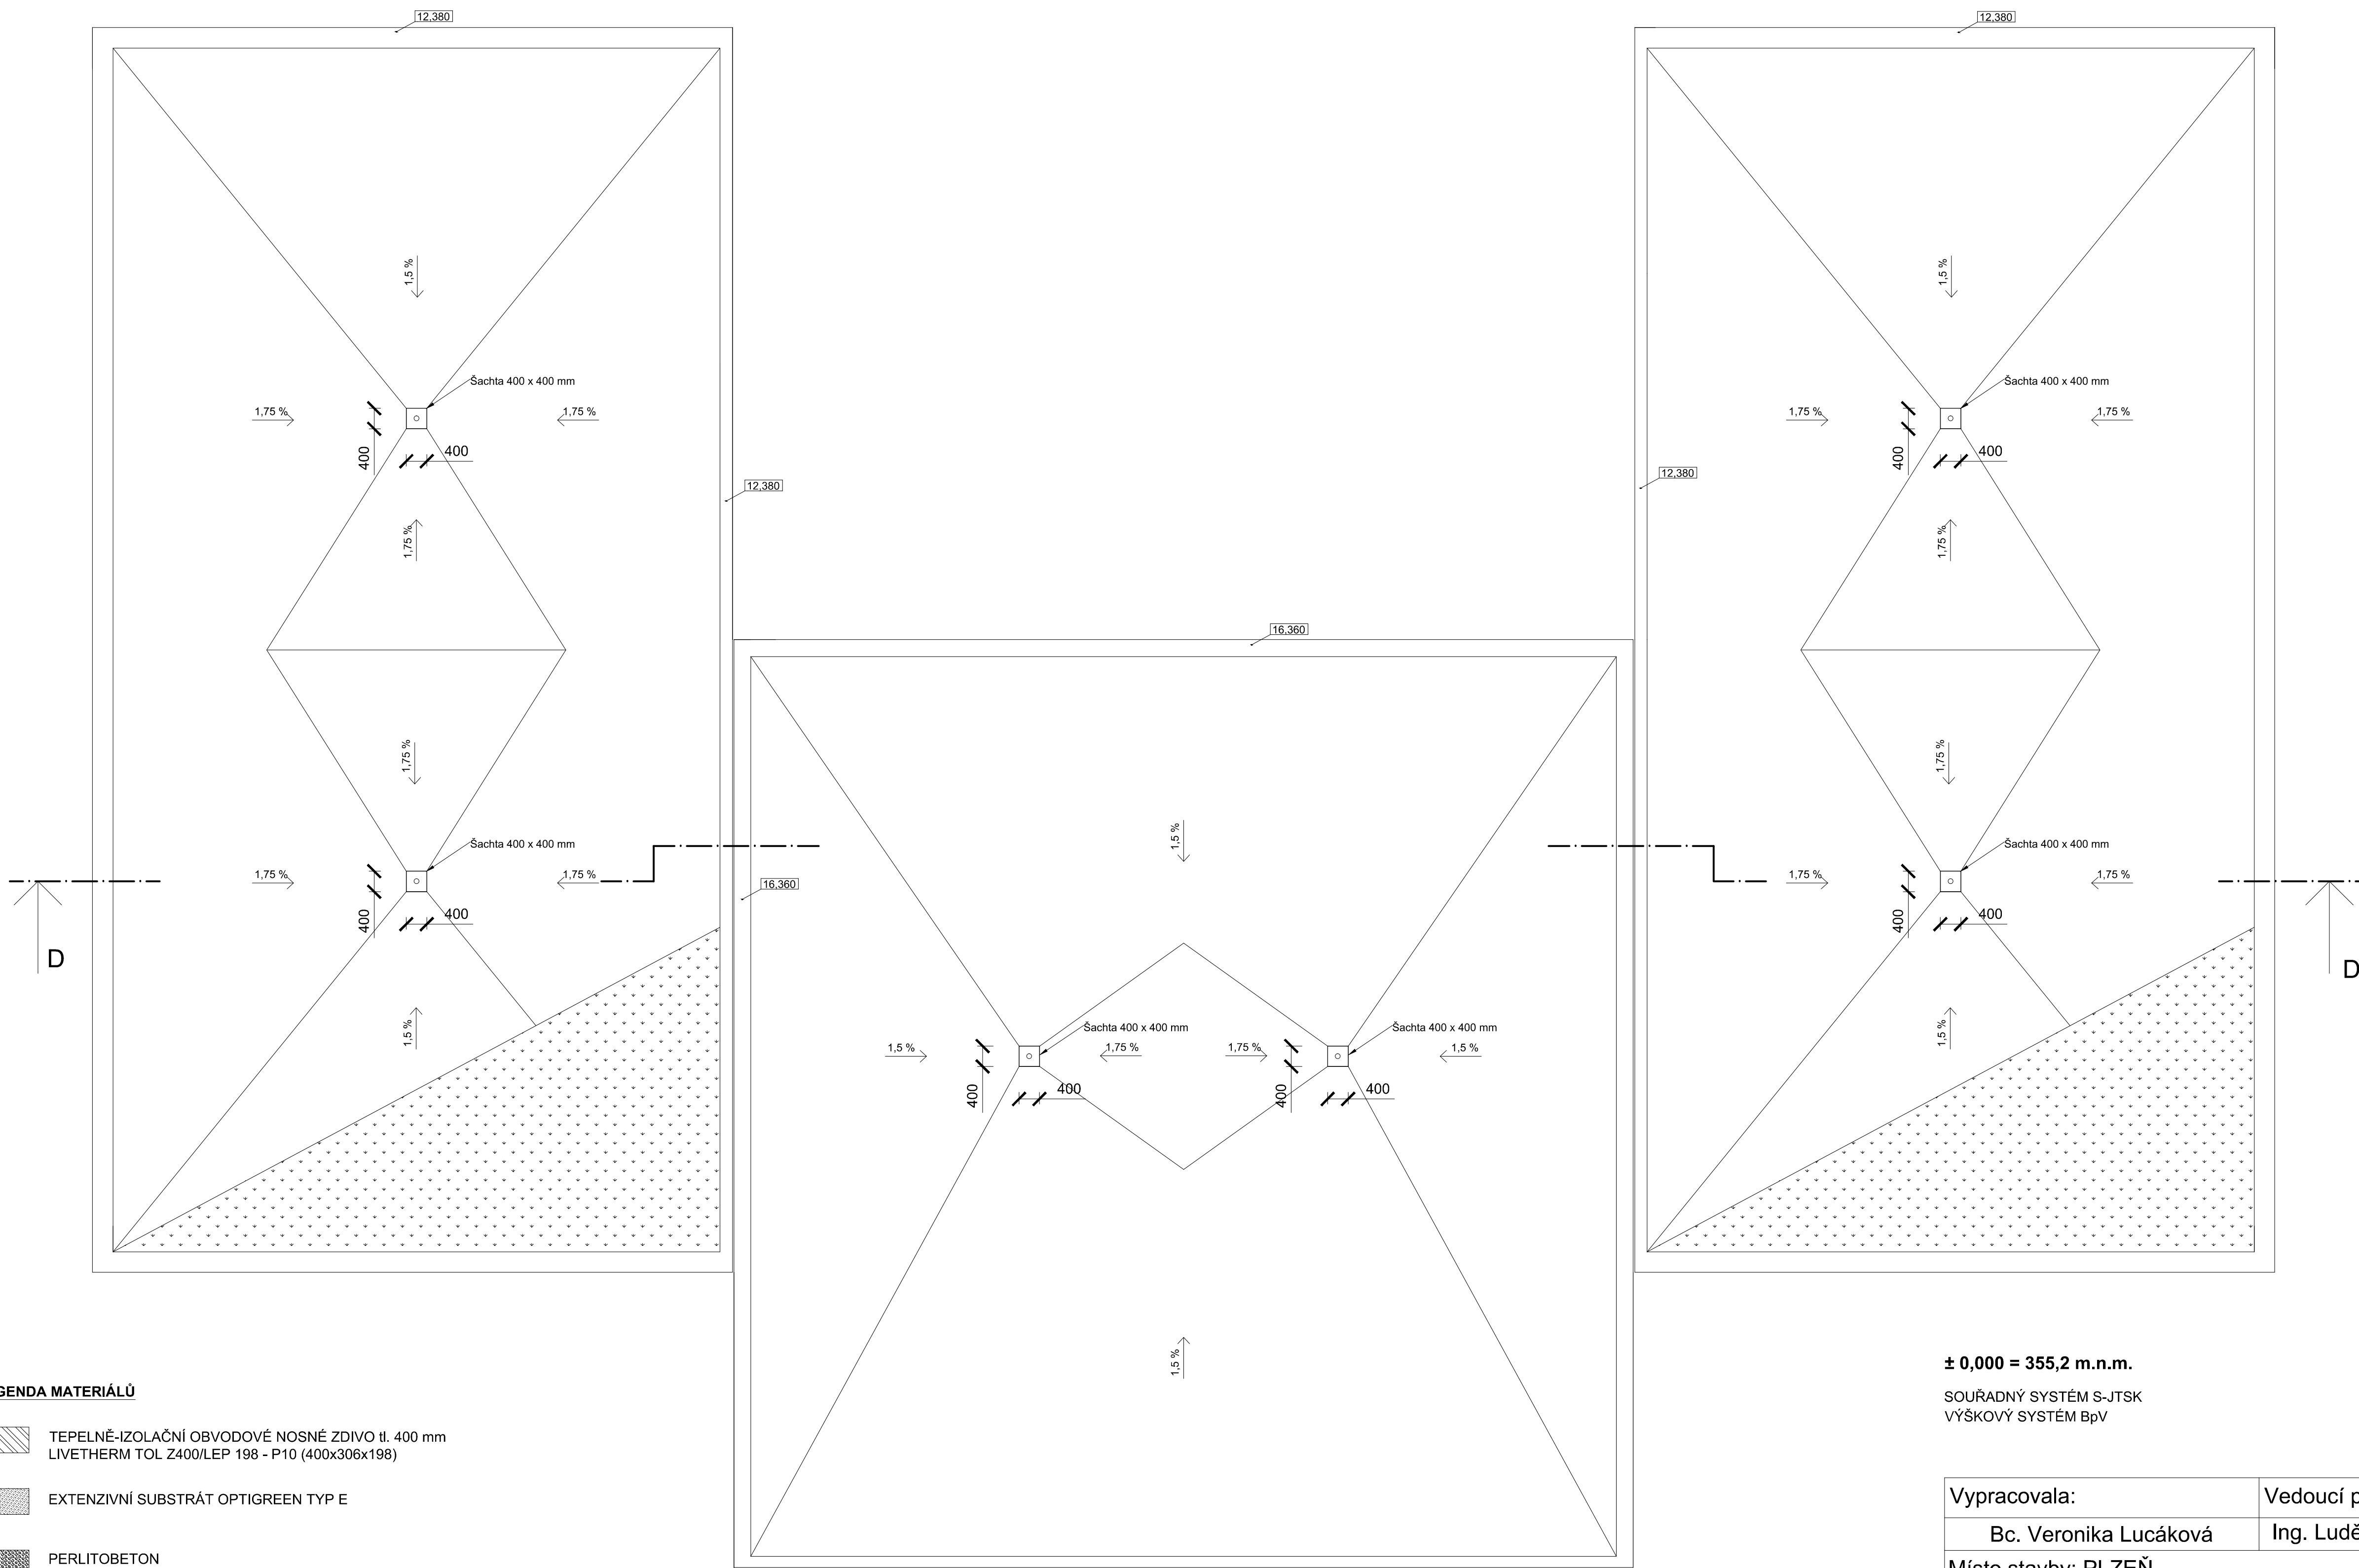 12,380
12,380
1,5 %
1,5 %
Šachta 400 x 400 mm
Šachta 400 x 400 mm
1,75 %
1,75 %
1,75 %
1,75 %
400
400
400
400
12,380
12,380
1,75 %
1,75 %
16,360
1,75 %
1,75 %
1,5 %
Šachta 400 x 400 mm
Šachta 400 x 400 mm
1,75 %
1,75 %
1,75 %
1,75 %
16,360
400
400
400
400
D
D
1,5 %
1,5 %
Šachta 400 x 400 mm
Šachta 400 x 400 mm
1,5 %
1,75 %
1,75 %
1,5 %
400
400
400
400
1,5 %
± 0,000 = 355,2 m.n.m.
SOUŘADNÝ SYSTÉM S-JTSK
VÝŠKOVÝ SYSTÉM BpV
GENDA MATERIÁLŮ
TEPELNĚ-IZOLAČNÍ OBVODOVÉ NOSNÉ ZDIVO tl. 400 mm
LIVETHERM TOL Z400/LEP 198 - P10 (400x306x198)
EXTENZIVNÍ SUBSTRÁT OPTIGREEN TYP E
PERLITOBETON
Vypracovala:
Vedoucí p
Bc. Veronika Lucáková
Ing. Ludě
Místo stavby: PLZEŇ